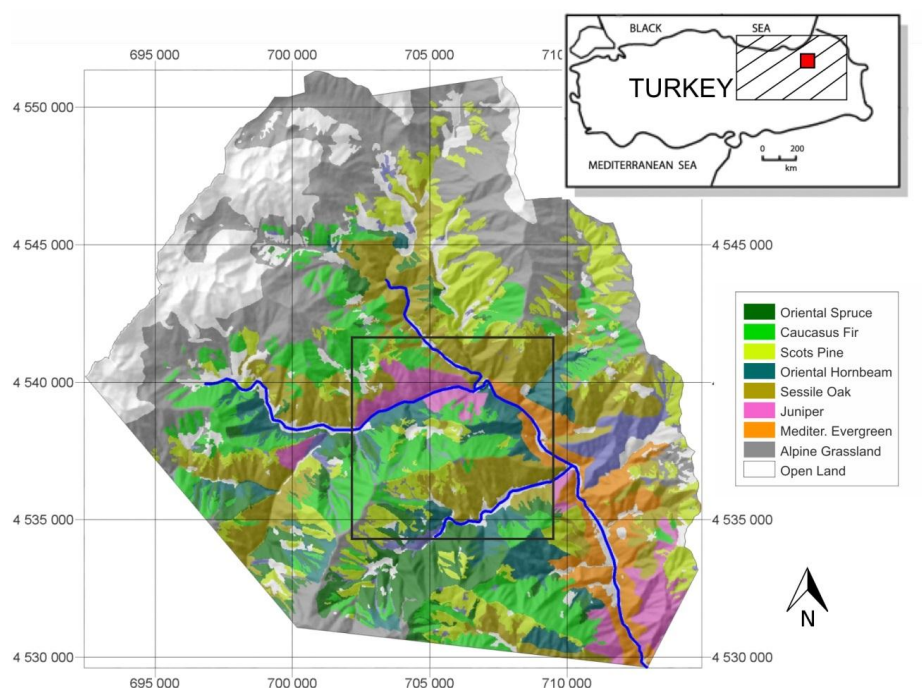 695 000
700 000
705 000
710
4 550 000
4 545 000
4 545 000
4 540 000
4 535 000
4 535 000
4 530 000
4 530 000
695 000
700 000
705 000
710 000
BLACK SEA
TURKEY
MEDITERRANEAN SEA
0 200
km
Oriental Spruce
Caucasus Fir
Scots Pine
Oriental Hornbeam
Sessile Oak
Juniper
Mediter. Evergreen
Alpine Grassland
Open Land
N